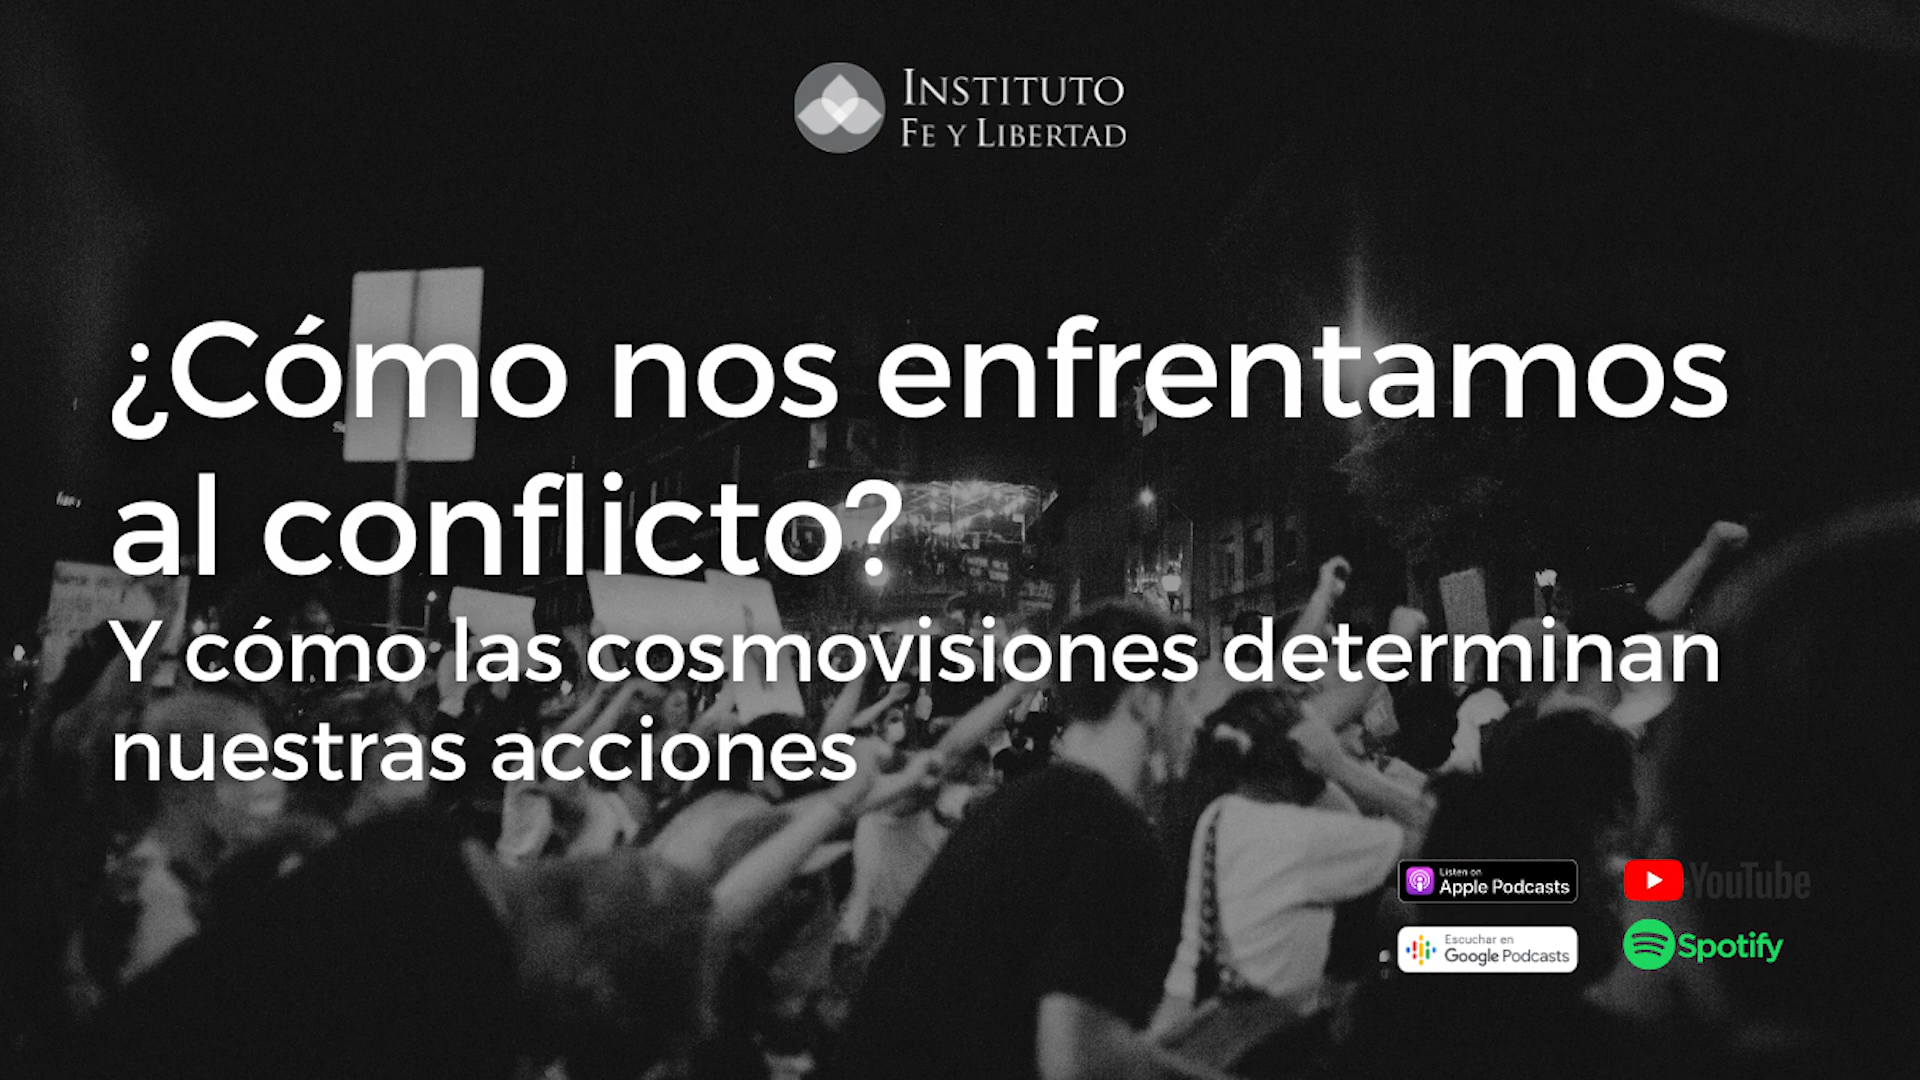 INSTITUTO
FE Y LIBERTAD
¿Cómo nos enfrentamos
al conflicto?
Y cómo las cosmovisiones determinan
nuestras acciones
Listen on
Apple Podcasts
YouTube
Escuchar en
Google Podcasts
Spotify